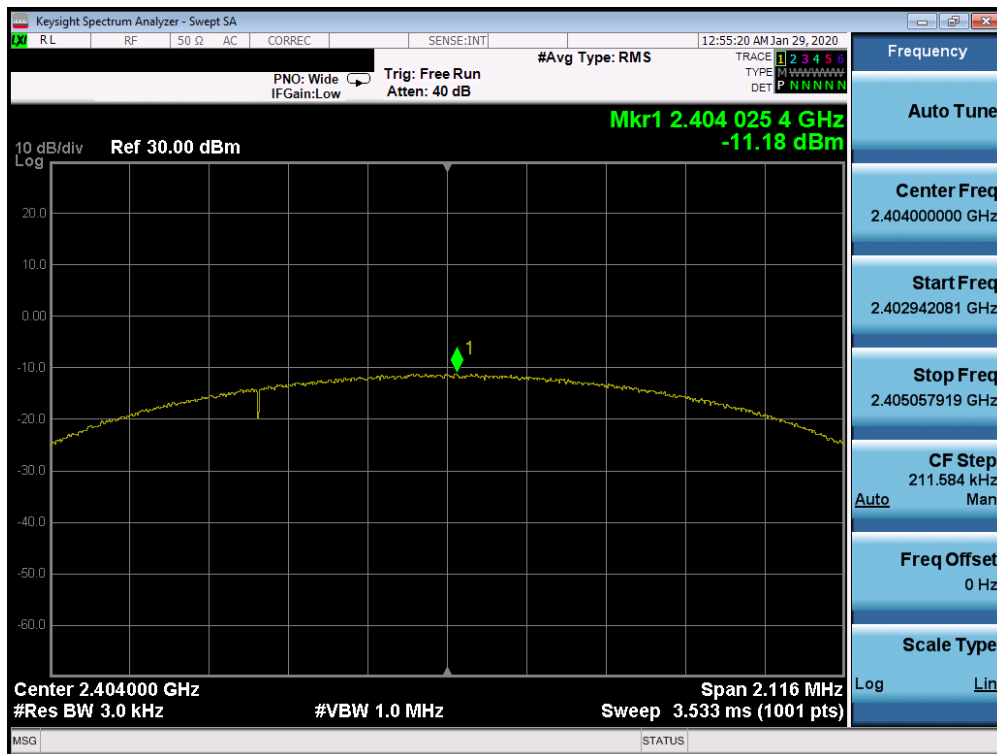 Keysight Spectrum Analyzer - Swept SA
LXI RL RF 50 Ω AC CORREC SENSE:INT 12:55:20 AM Jan 29, 2020
PNO: Wide
IFGain:Low
Trig: Free Run
Atten: 40 dB
#Avg Type: RMS
TRACE 1 2 3 4 5 6
TYPE M WWWWW
DET P N N N N N
Mkr1 2.404 025 4 GHz
-11.18 dBm
10 dB/div Ref 30.00 dBm
Log
20.0
10.0
0.00
-10.0
-20.0
-30.0
-40.0
-50.0
-60.0
1
Center 2.404000 GHz Span 2.116 MHz
#Res BW 3.0 kHz #VBW 1.0 MHz Sweep 3.533 ms (1001 pts)
MSG STATUS
Frequency
Auto Tune
Center Freq
2.404000000 GHz
Start Freq
2.402942081 GHz
Stop Freq
2.405057919 GHz
CF Step
211.584 kHz
Auto Man
Freq Offset
0 Hz
Scale Type
Log Lin